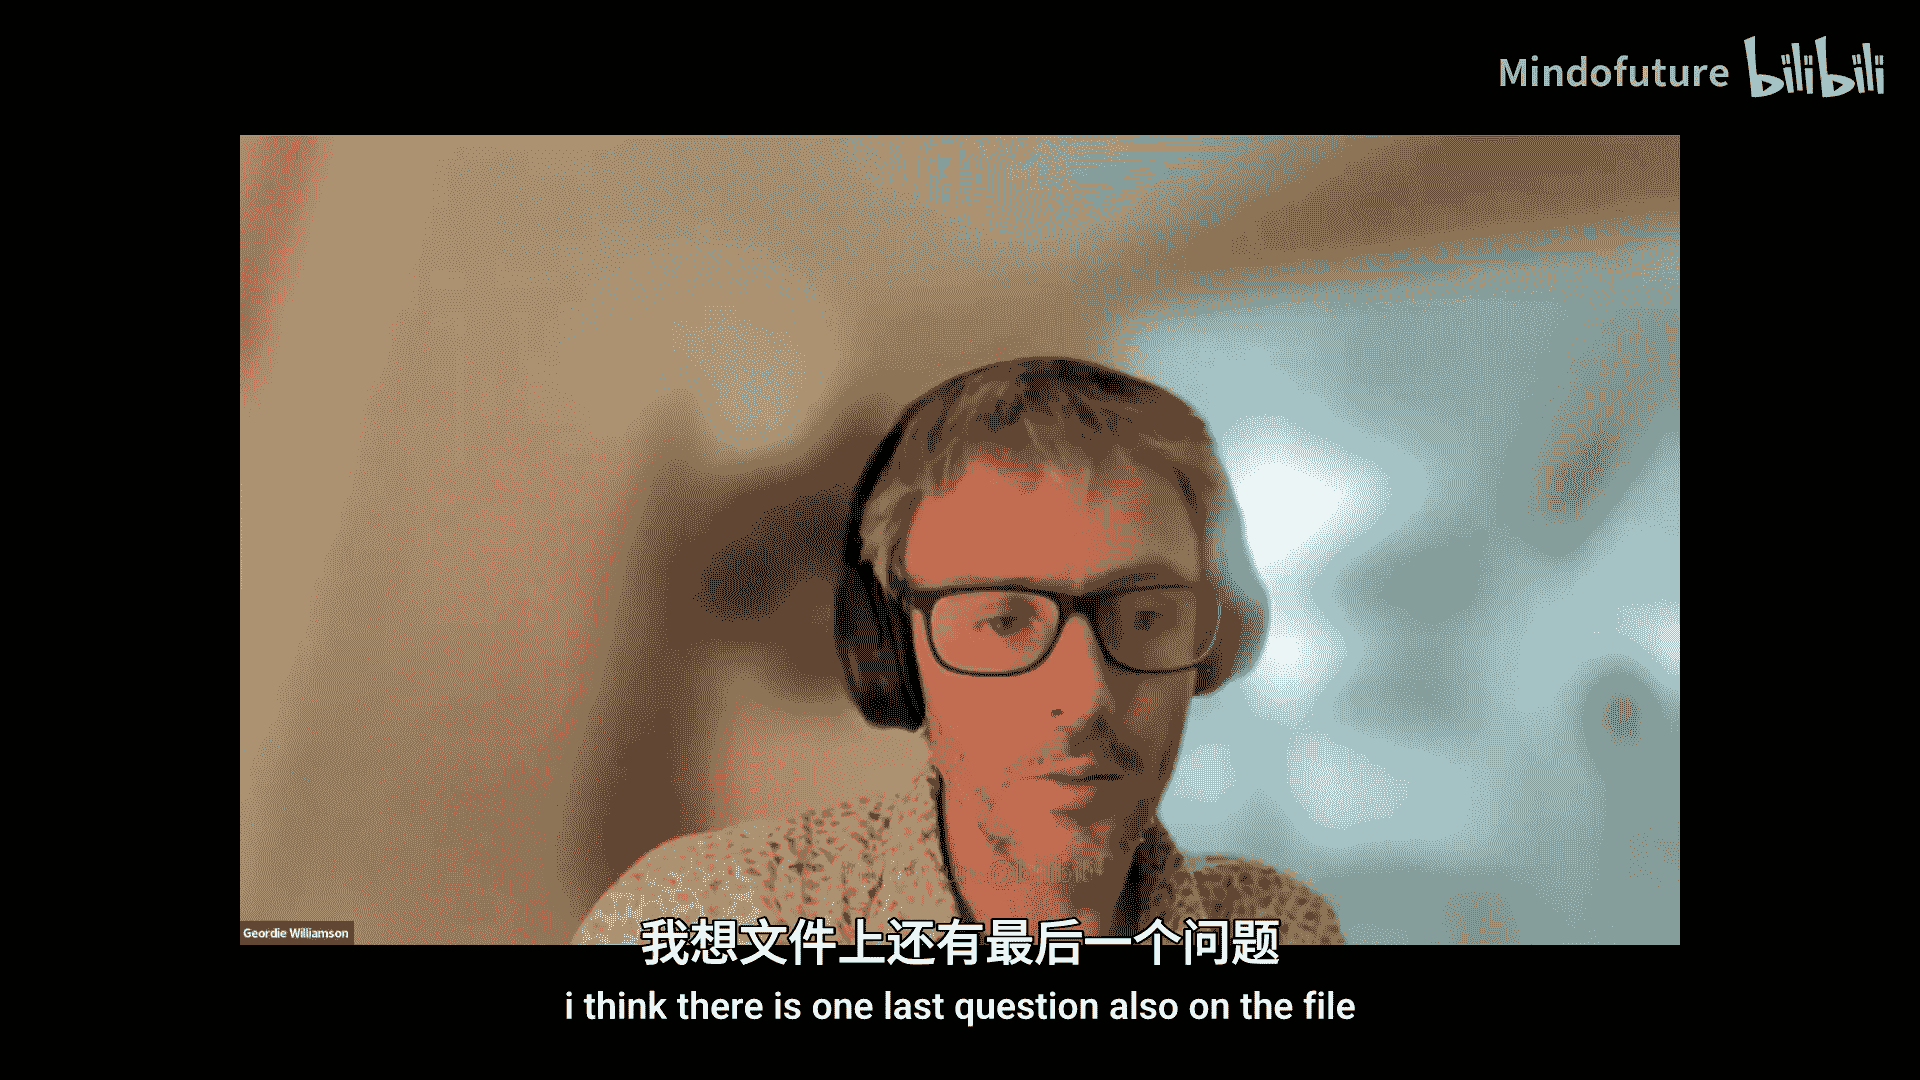 Mindofuture bilibili
Geordie Williamson
我想文件上还有最后一个问题
i think there is one last question also on the file